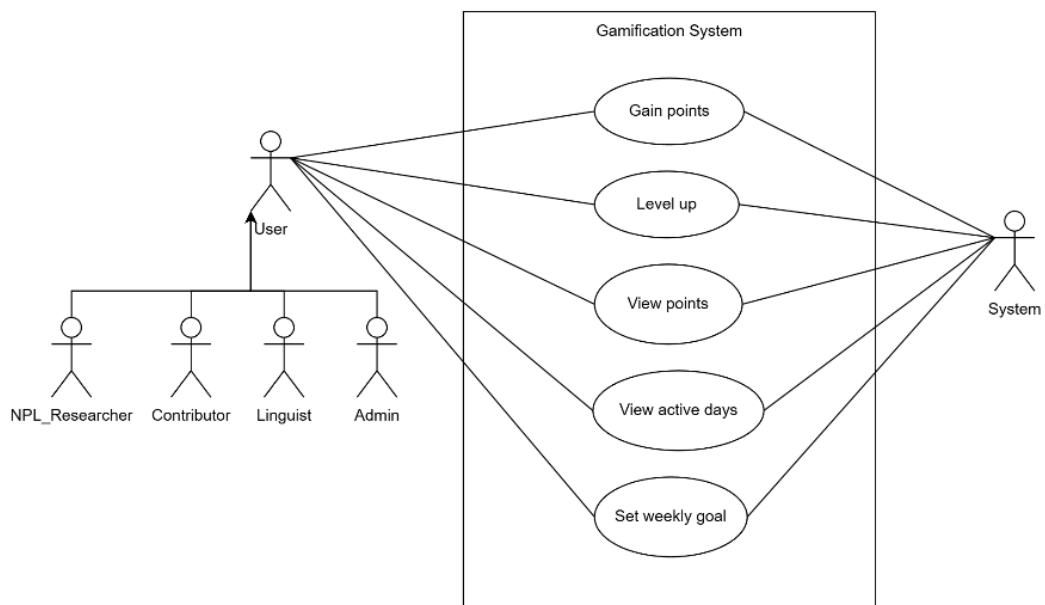 Gamification System
Gain points
Level up
User
View points
System
NPL_Researcher
Contributor
Linguist
Admin
View active days
Set weekly goal